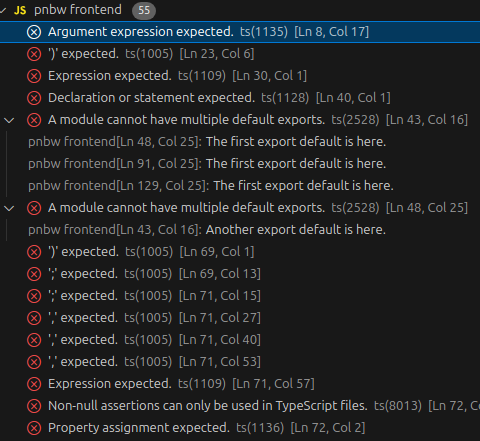 JS pnbw frontend 55
Argument expression expected. ts(1135) [Ln 8, Col 17]
')' expected. ts(1005) [Ln 23, Col 6]
Expression expected. ts(1109) [Ln 30, Col 1]
Declaration or statement expected. ts(1128) [Ln 40, Col 1]
A module cannot have multiple default exports. ts(2528) [Ln 43, Col 16]
pnbw frontend[Ln 48, Col 25]: The first export default is here.
pnbw frontend[Ln 91, Col 25]: The first export default is here.
pnbw frontend[Ln 129, Col 25]: The first export default is here.
A module cannot have multiple default exports. ts(2528) [Ln 48, Col 25]
pnbw frontend[Ln 43, Col 16]: Another export default is here.
')' expected. ts(1005) [Ln 69, Col 1]
';' expected. ts(1005) [Ln 69, Col 13]
';' expected. ts(1005) [Ln 71, Col 15]
',' expected. ts(1005) [Ln 71, Col 27]
',' expected. ts(1005) [Ln 71, Col 40]
',' expected. ts(1005) [Ln 71, Col 53]
Expression expected. ts(1109) [Ln 71, Col 57]
Non-null assertions can only be used in TypeScript files. ts(8013) [Ln 72,
Property assignment expected. ts(1136) [Ln 72, Col 2]